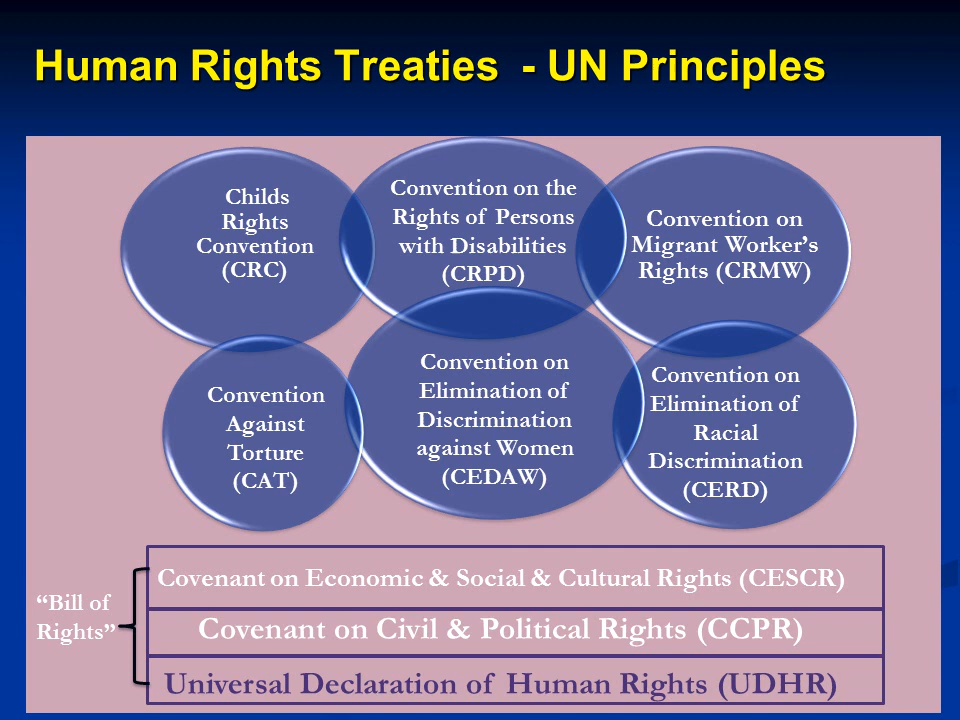 Human Rights Treaties - UN Principles
Childs
Rights
Convention
(CRC)
Convention on the
Rights of Persons
with Disabilities
(CRPD)
Convention on
Migrant Worker’s
Rights (CRMW)
Convention
Against
Torture
(CAT)
Convention on
Elimination of
Discrimination
against Women
(CEDAW)
Convention on
Elimination of
Racial
Discrimination
(CERD)
“Bill of
Rights”
Covenant on Economic & Social & Cultural Rights (CESCR)
Covenant on Civil & Political Rights (CCPR)
Universal Declaration of Human Rights (UDHR)